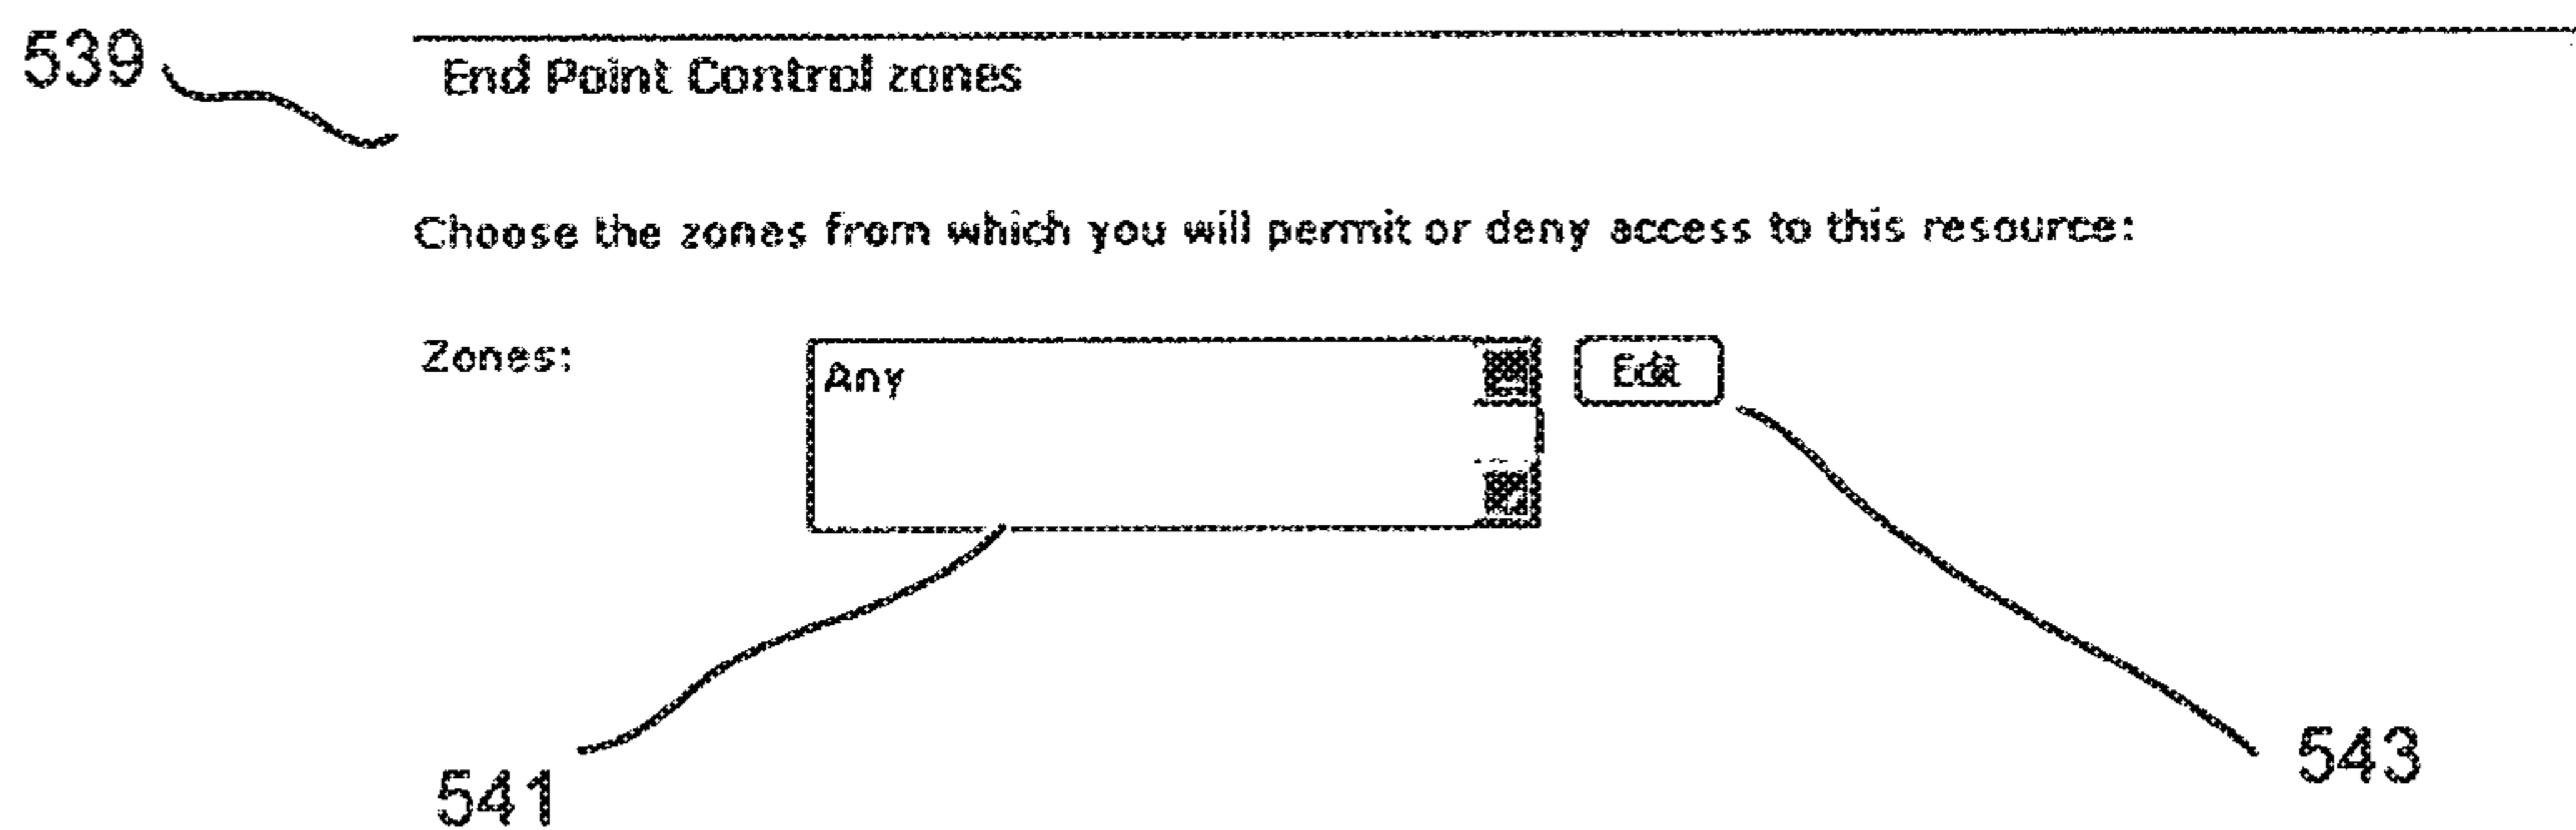 539
End Point Control zones
Choose the zones from which you will permit or deny access to this resource:
Zones:
Any
Edit
541
543